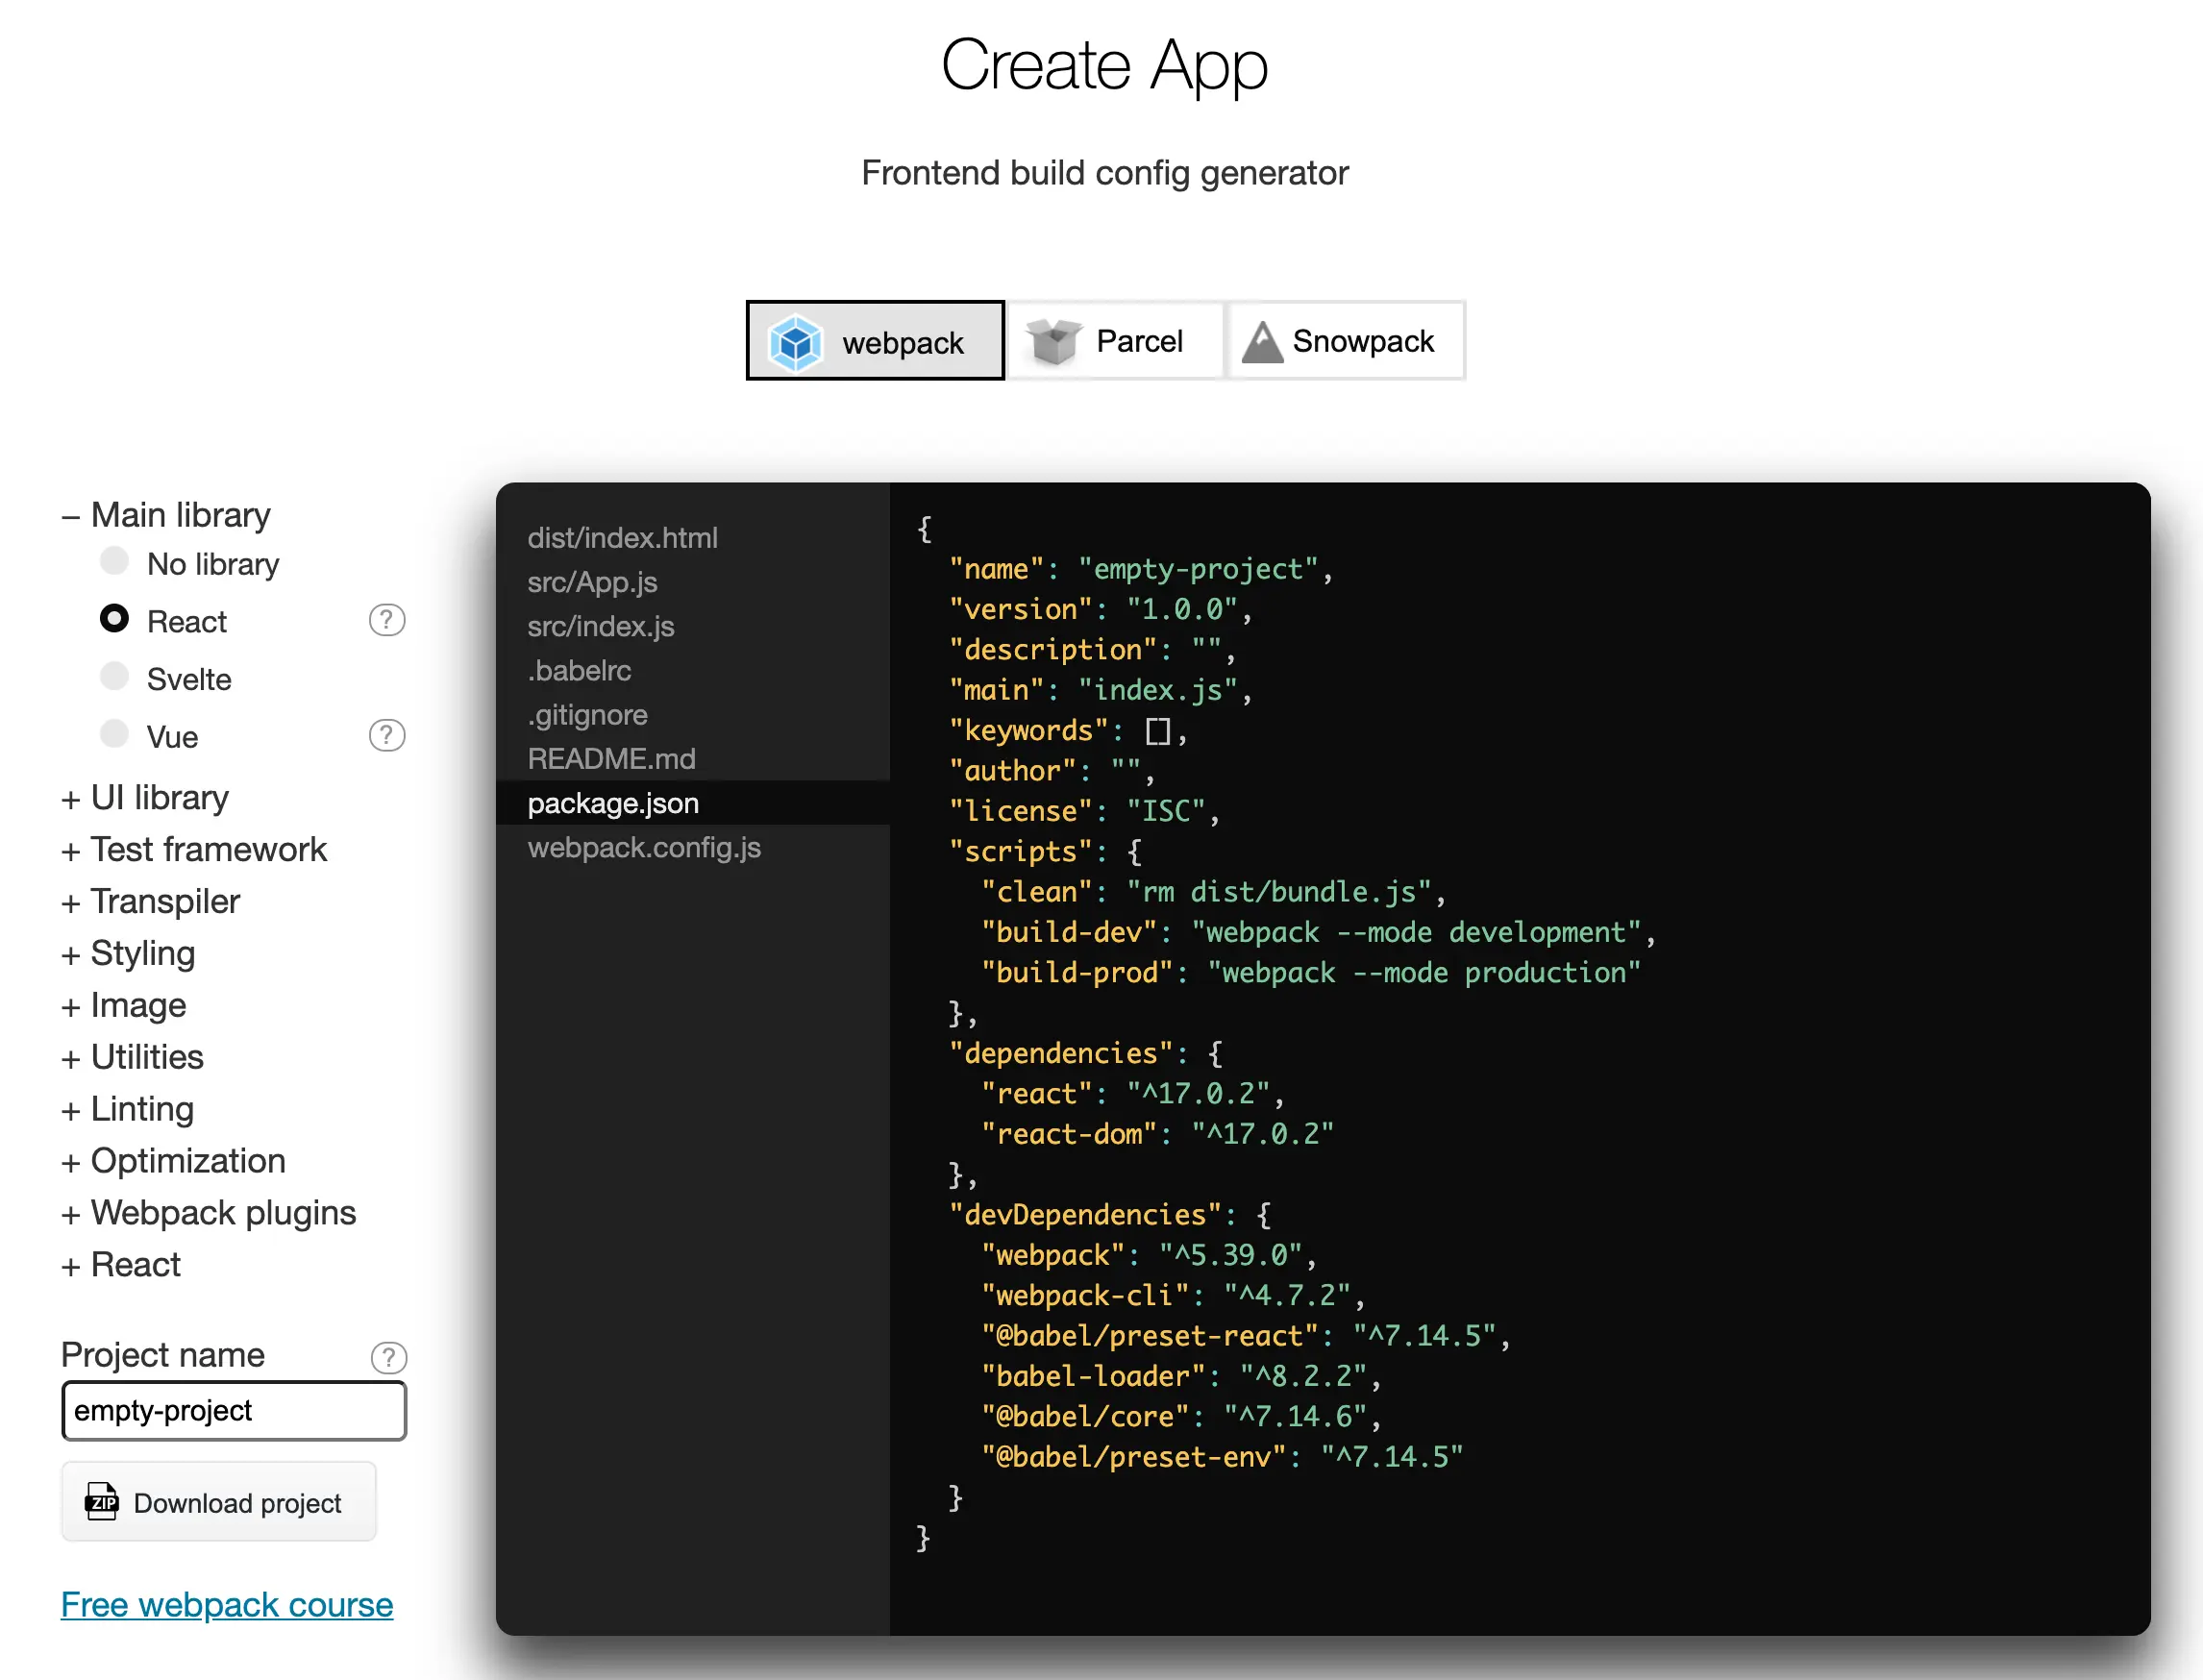 Create App
Frontend build config generator
webpack
Parcel
Snowpack
– Main library
No library
React
?
Svelte
Vue
?
+ UI library
+ Test framework
+ Transpiler
+ Styling
+ Image
+ Utilities
+ Linting
+ Optimization
+ Webpack plugins
+ React
Project name
?
empty-project
ZIP
Download project
Free webpack course
dist/index.html
src/App.js
src/index.js
.babelrc
.gitignore
README.md
package.json
webpack.config.js
{
  "name": "empty-project",
  "version": "1.0.0",
  "description": "",
  "main": "index.js",
  "keywords": [],
  "author": "",
  "license": "ISC",
  "scripts": {
    "clean": "rm dist/bundle.js",
    "build-dev": "webpack --mode development",
    "build-prod": "webpack --mode production"
  },
  "dependencies": {
    "react": "^17.0.2",
    "react-dom": "^17.0.2"
  },
  "devDependencies": {
    "webpack": "^5.39.0",
    "webpack-cli": "^4.7.2",
    "@babel/preset-react": "^7.14.5",
    "babel-loader": "^8.2.2",
    "@babel/core": "^7.14.6",
    "@babel/preset-env": "^7.14.5"
  }
}